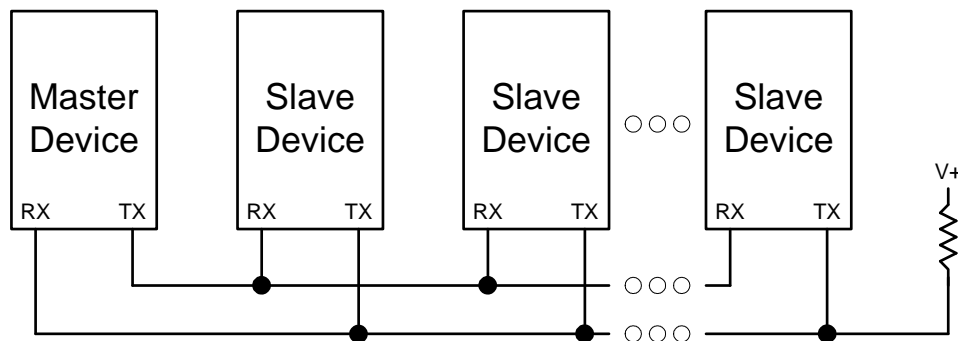 Master
Device
Slave
Device
Slave
Device
Slave
Device
RX TX
RX TX
RX TX
RX TX
V+